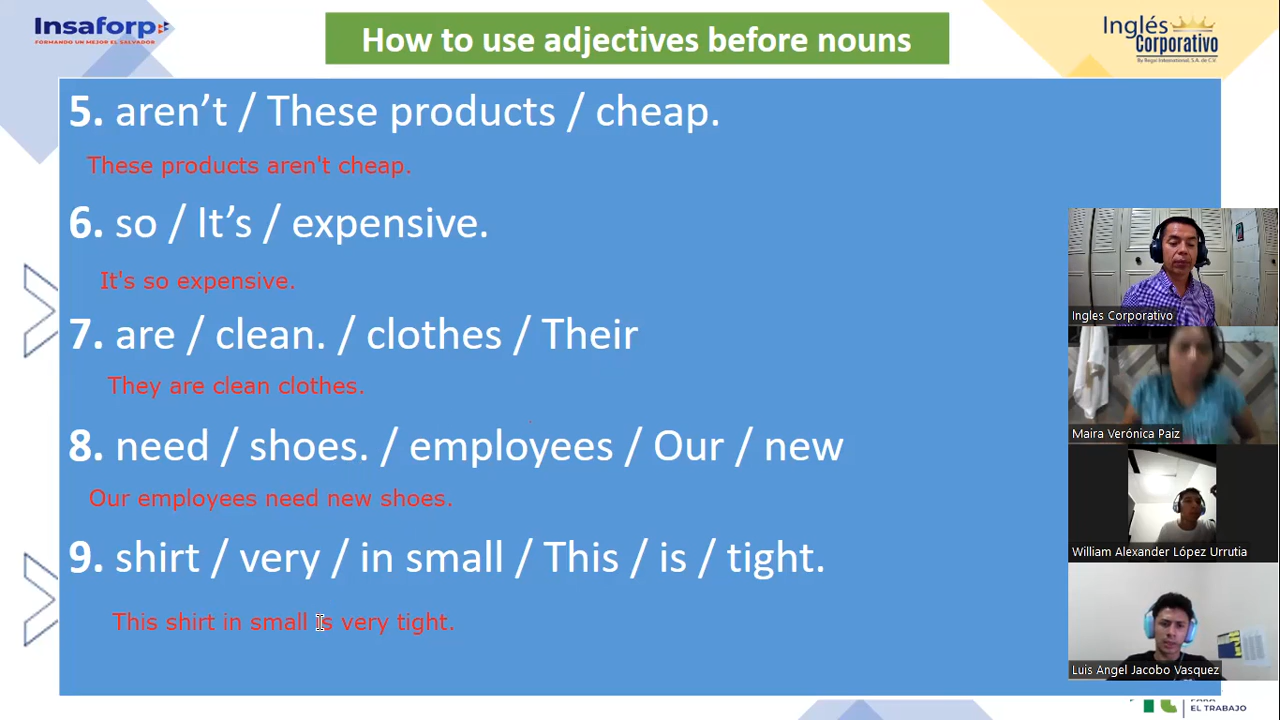 Insaforp
FORMANDO UN MEJOR EL SALVADOR
How to use adjectives before nouns
Inglés
Corporativo
By Regal International, S.A. de C.V.
5. aren’t / These products / cheap.
These products aren't cheap.
6. so / It’s / expensive.
It's so expensive.
7. are / clean. / clothes / Their
They are clean clothes.
8. need / shoes. / employees / Our / new
Our employees need new shoes.
9. shirt / very / in small / This / is / tight.
This shirt in small is very tight.
Ingles Corporativo
Maira Verónica Paiz
William Alexander López Urrutia
Luis Angel Jacobo Vasquez
EL TRABAJO